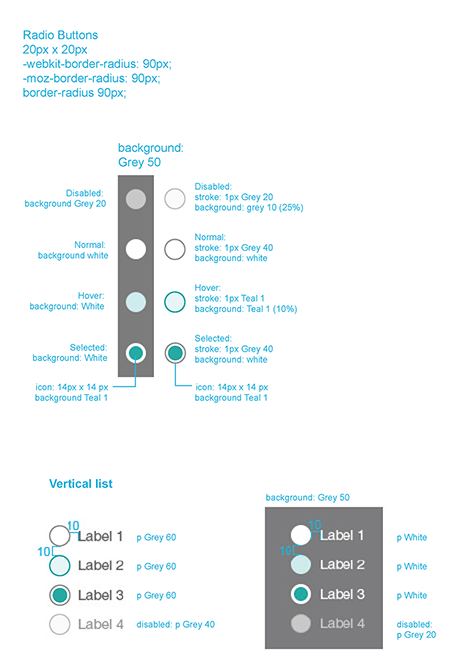 Radio Buttons
20px x 20px
-webkit-border-radius: 90px;
-moz-border-radius: 90px;
border-radius 90px;
background:
Grey 50
Disabled:
background Grey 20
Disabled:
stroke: 1px Grey 20
background: grey 10 (25%)
Normal:
background white
Normal:
stroke: 1px Grey 40
background: white
Hover:
background: White
Hover:
stroke: 1px Teal 1
background: Teal 1 (10%)
Selected:
background: White
Selected:
stroke: 1px Grey 40
background: white
icon: 14px x 14 px
background Teal 1
icon: 14px x 14 px
background Teal 1
Vertical list
10
Label 1 p Grey 60
10
Label 2 p Grey 60
Label 3 p Grey 60
Label 4 disabled: p Grey 40
background: Grey 50
10
Label 1 p White
10
Label 2 p White
Label 3 p White
Label 4 disabled:
p Grey 20